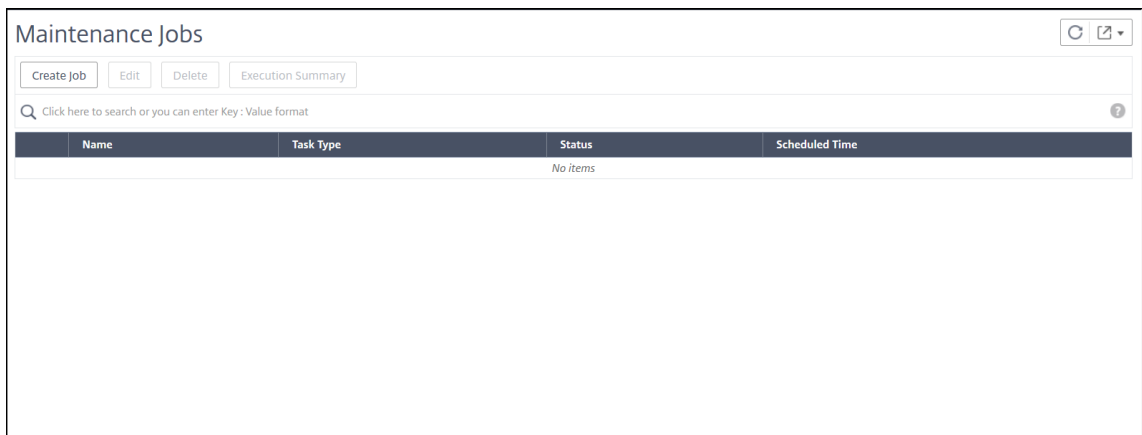 Maintenance Jobs
Create Job Edit Delete Execution Summary
Click here to search or you can enter Key : Value format ?
Name Task Type Status Scheduled Time
No items